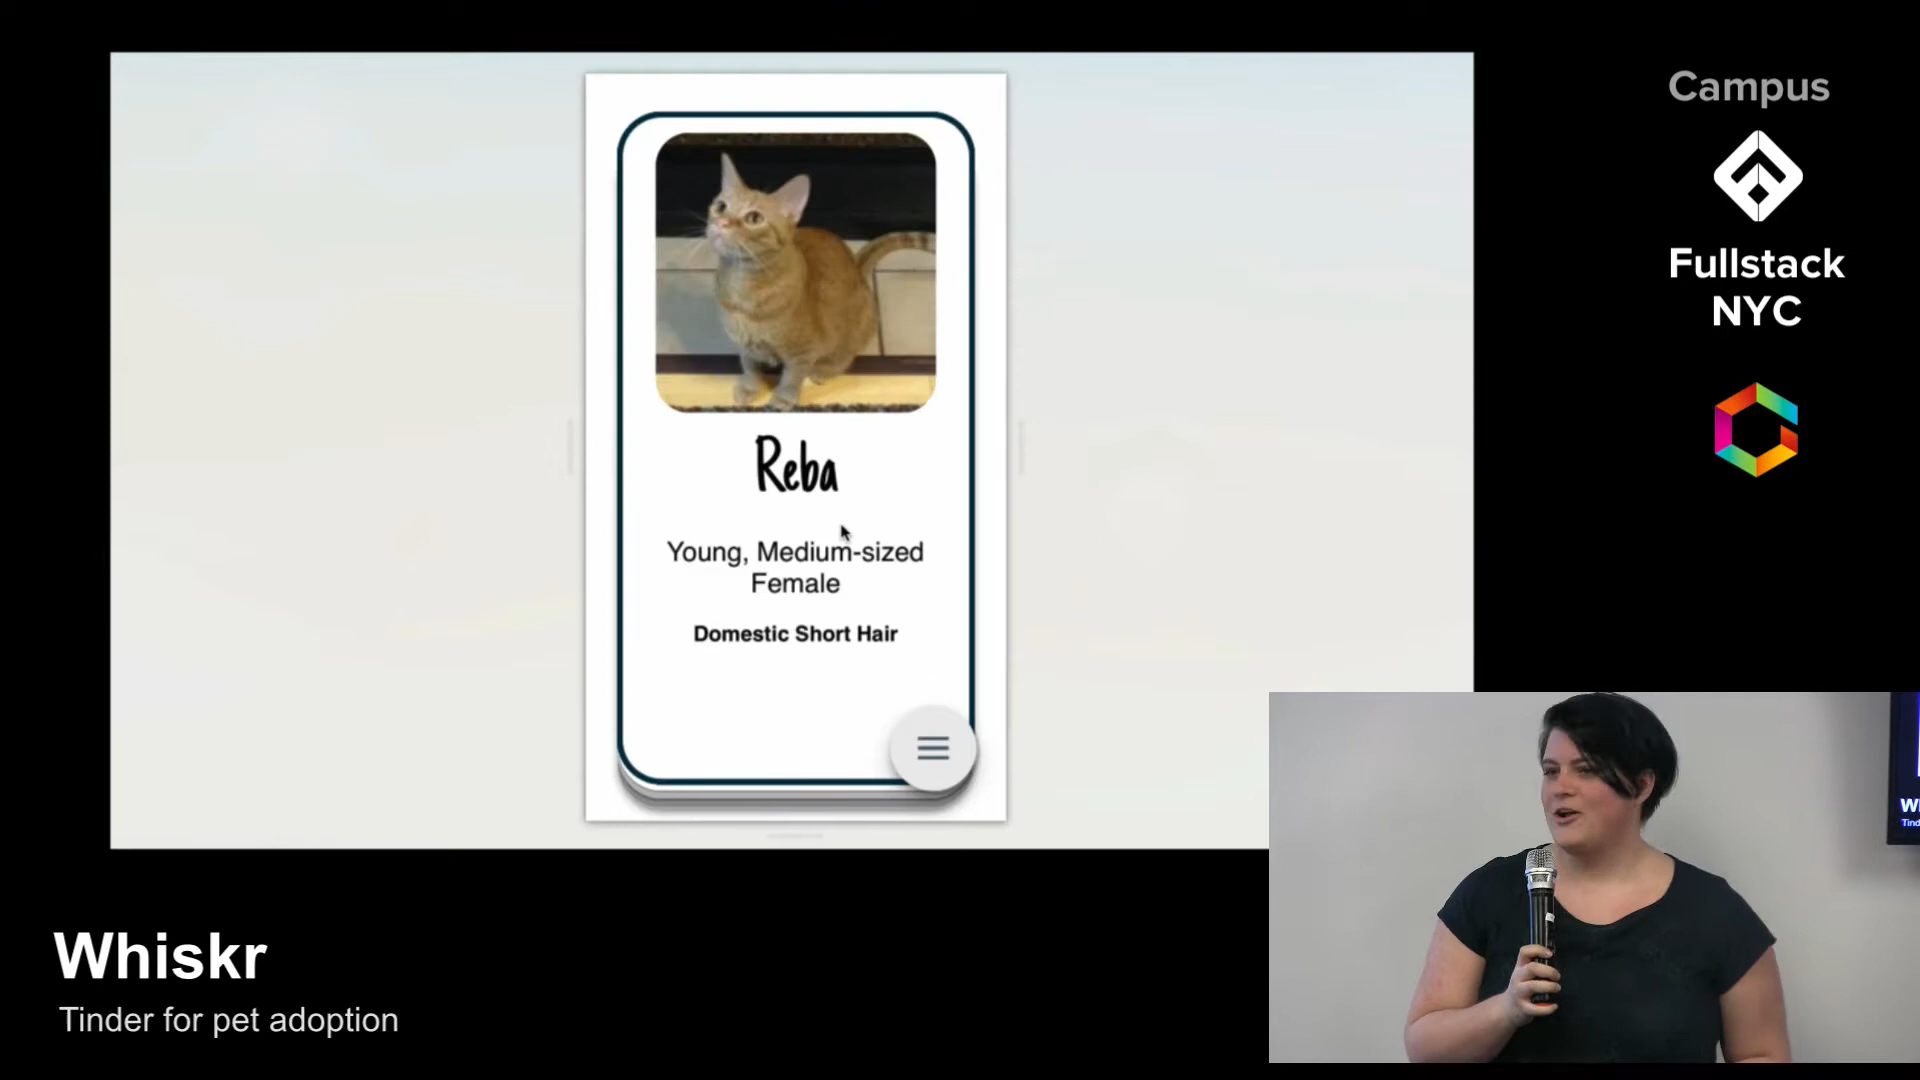 Campus
Fullstack
NYC
Reba
Young, Medium-sized
Female
Domestic Short Hair
Whiskr
Tinder for pet adoption